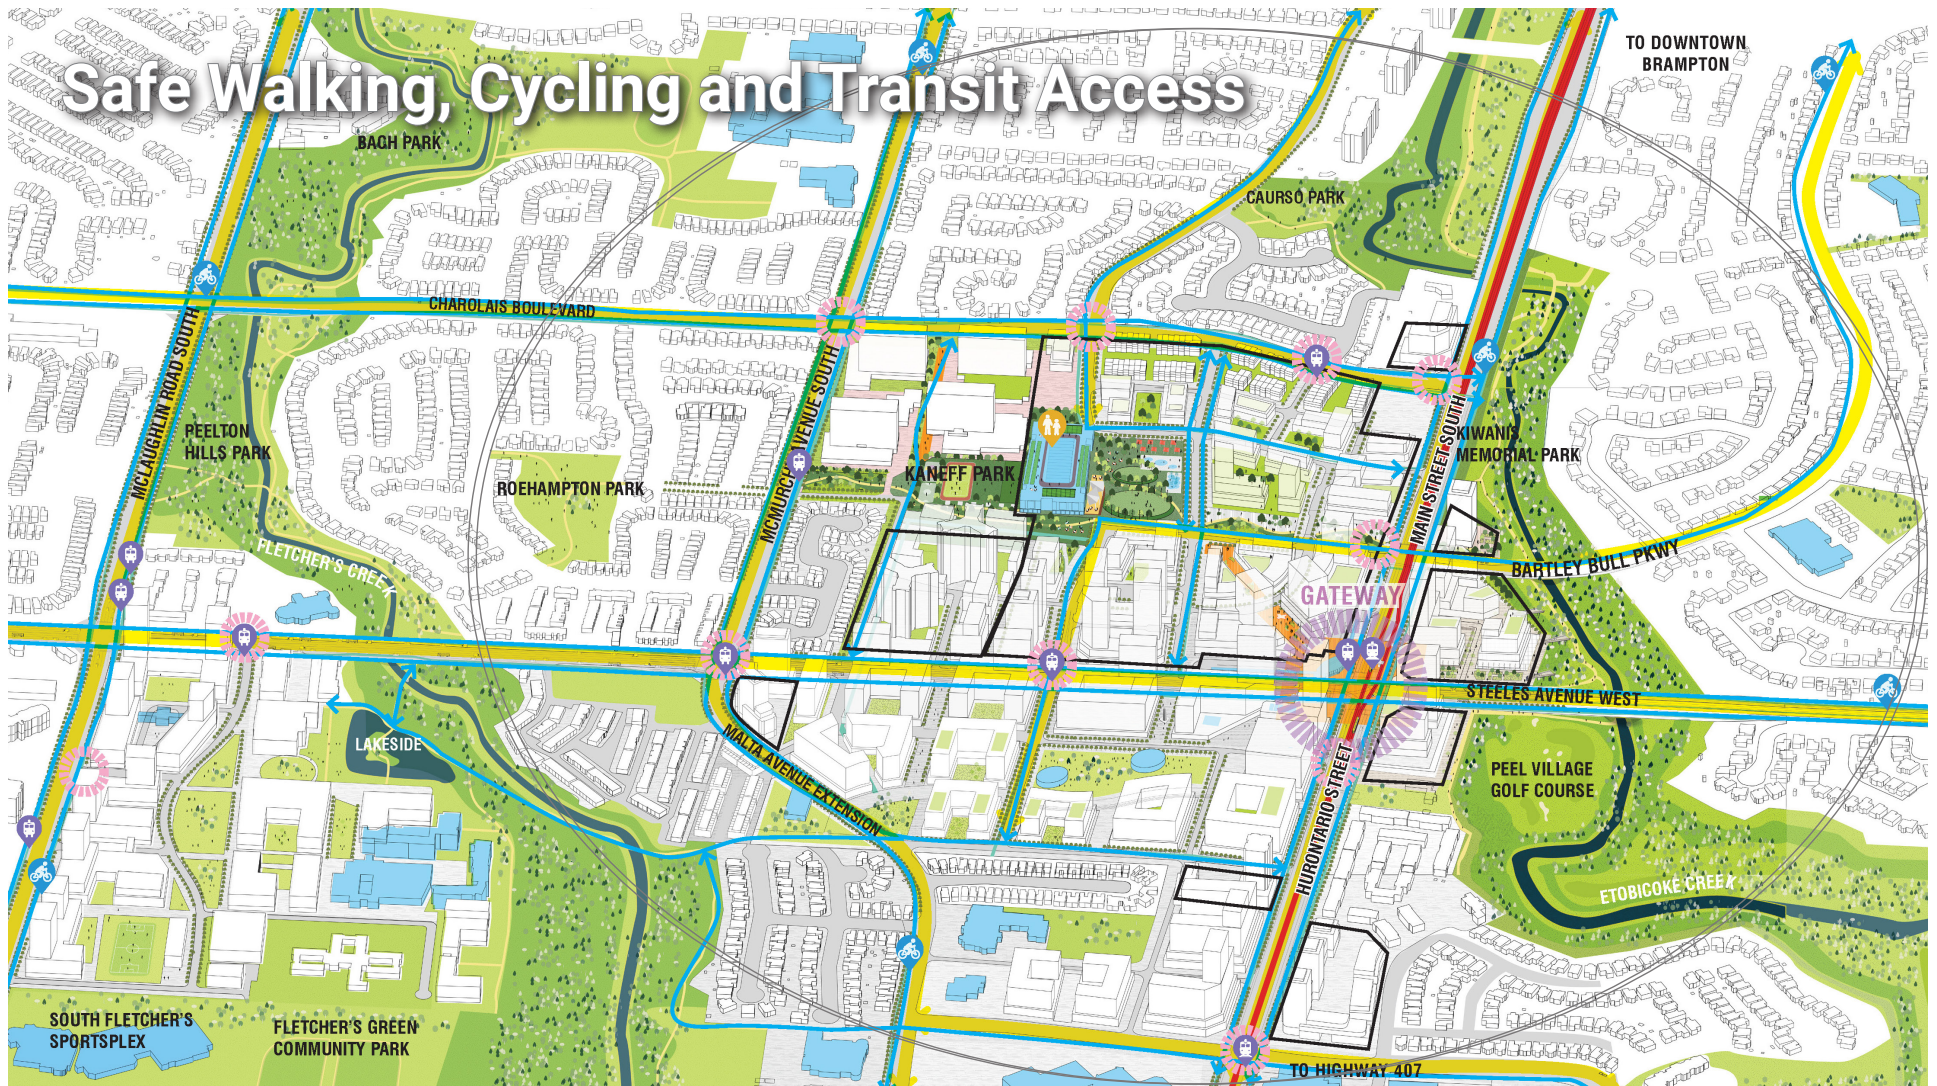 Safe Walking, Cycling and Transit Access
TO DOWNTOWN
BRAMPTON
BACH PARK
CAURSO PARK
CHAROLAIS BOULEVARD
MCLAUGHLIN ROAD SOUTH
MCMURCHY AVENUE SOUTH
MAIN STREET SOUTH
PEELTON
HILLS PARK
KIWANIS
MEMORIAL PARK
KANEFF PARK
ROEHAMPTON PARK
FLETCHER'S CREEK
BARTLEY BULL PKWY
GATEWAY
STEELES AVENUE WEST
LAKESIDE
MALTA AVENUE EXTENSION
HURONTARIO STREET
PEEL VILLAGE
GOLF COURSE
ETOBICOKE CREEK
SOUTH FLETCHER'S
SPORTSPLEX
FLETCHER'S GREEN
COMMUNITY PARK
TO HIGHWAY 407